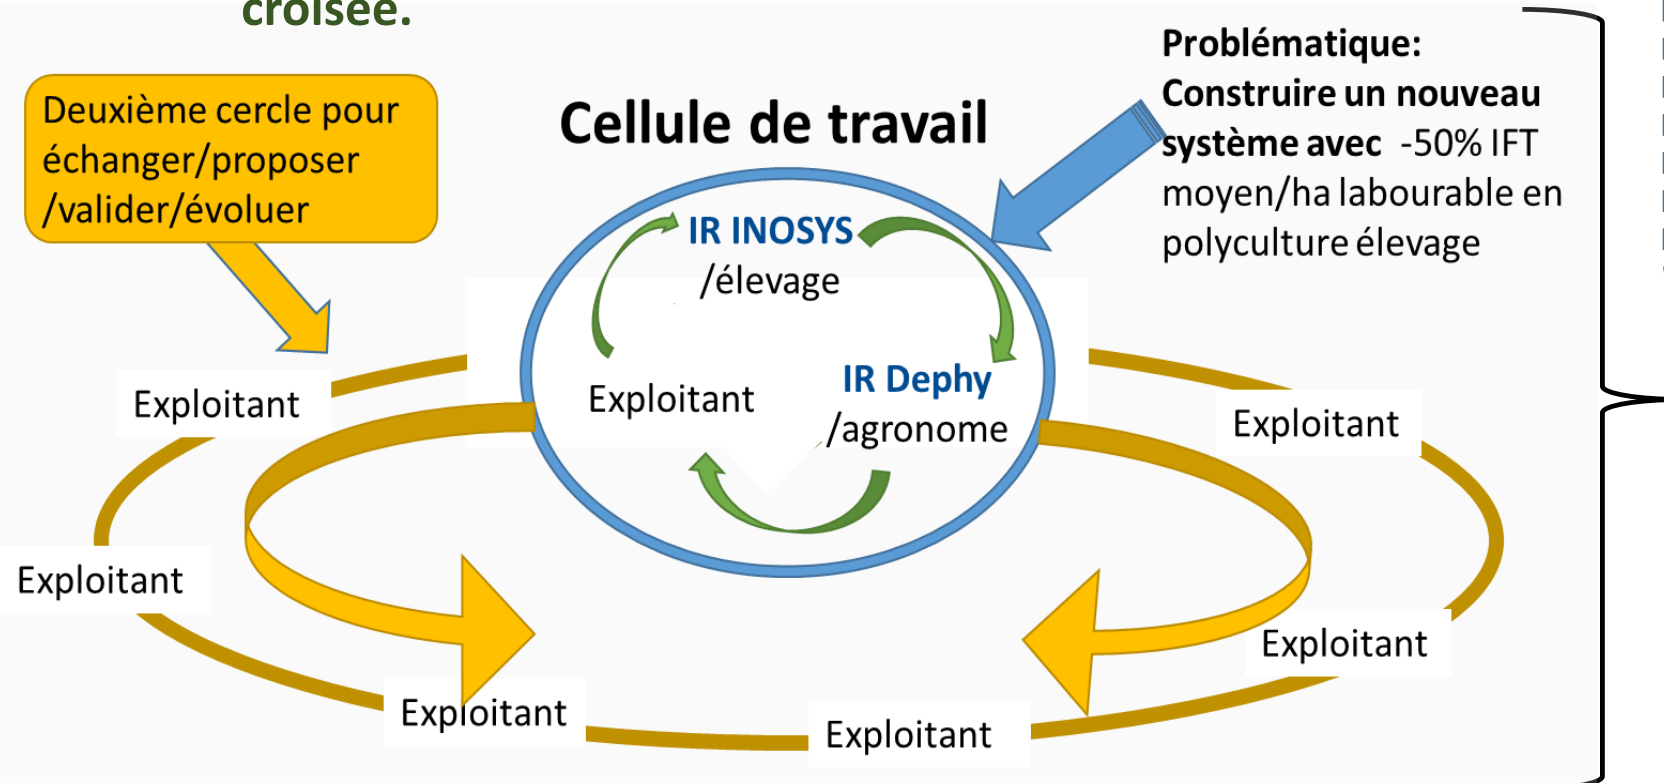 croisée.
Deuxième cercle pour
échanger/proposer
/valider/évoluer
Cellule de travail
Problématique:
Construire un nouveau
système avec -50% IFT
moyen/ha labourable en
polyculture élevage
IR INOSYS
/élevage
IR Dephy
/agronome
Exploitant
Exploitant
Exploitant
Exploitant
Exploitant
Exploitant
Exploitant